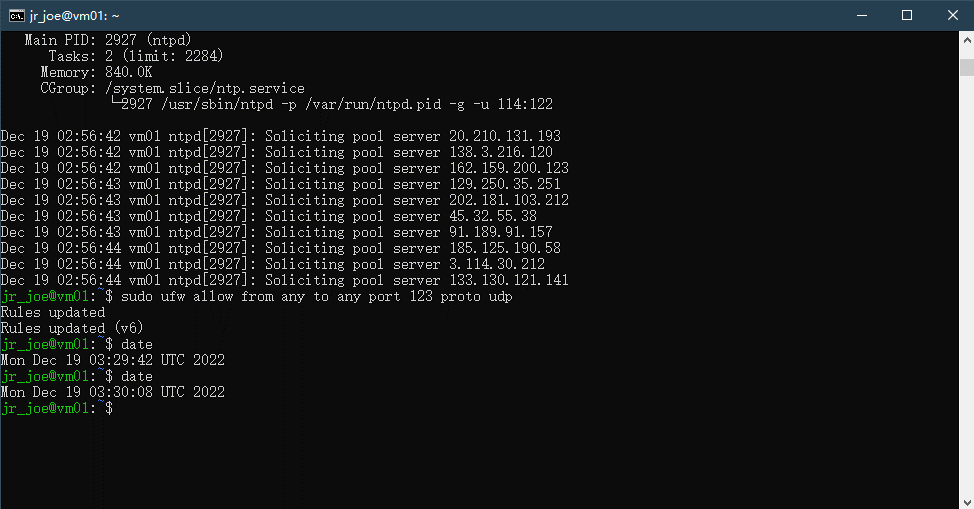 jr_joe@vm01: ~
Main PID: 2927 (ntpd)
Tasks: 2 (limit: 2284)
Memory: 840.0K
CGroup: /system.slice/ntp.service
└─2927 /usr/sbin/ntpd -p /var/run/ntpd.pid -g -u 114:122
Dec 19 02:56:42 vm01 ntpd[2927]: Soliciting pool server 20.210.131.193
Dec 19 02:56:42 vm01 ntpd[2927]: Soliciting pool server 138.3.216.120
Dec 19 02:56:42 vm01 ntpd[2927]: Soliciting pool server 162.159.200.123
Dec 19 02:56:43 vm01 ntpd[2927]: Soliciting pool server 129.250.35.251
Dec 19 02:56:43 vm01 ntpd[2927]: Soliciting pool server 202.181.103.212
Dec 19 02:56:43 vm01 ntpd[2927]: Soliciting pool server 45.32.55.38
Dec 19 02:56:43 vm01 ntpd[2927]: Soliciting pool server 91.189.91.157
Dec 19 02:56:44 vm01 ntpd[2927]: Soliciting pool server 185.125.190.58
Dec 19 02:56:44 vm01 ntpd[2927]: Soliciting pool server 3.114.30.212
Dec 19 02:56:44 vm01 ntpd[2927]: Soliciting pool server 133.130.121.141
jr_joe@vm01:~$ sudo ufw allow from any to any port 123 proto udp
Rules updated
Rules updated (v6)
jr_joe@vm01:~$ date
Mon Dec 19 03:29:42 UTC 2022
jr_joe@vm01:~$ date
Mon Dec 19 03:30:08 UTC 2022
jr_joe@vm01:~$